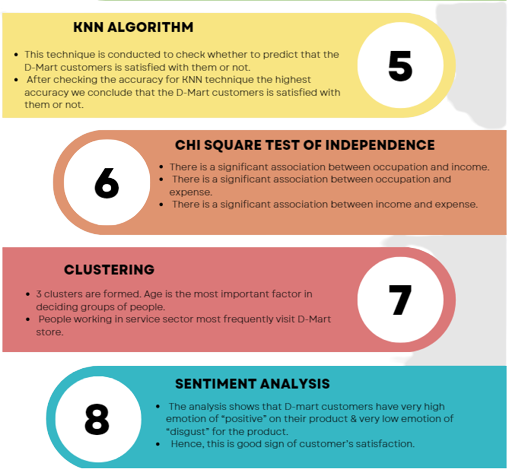 KNN ALGORITHM
• This technique is conducted to check whether to predict that the
D-Mart customers is satisfied with them or not.
• After checking the accuracy for KNN technique the highest
accuracy we conclude that the D-Mart customers is satisfied with
them or not.
5
CHI SQUARE TEST OF INDEPENDENCE
6
• There is a significant association between occupation and income.
• There is a significant association between occupation and
expense.
• There is a significant association between income and expense.
CLUSTERING
• 3 clusters are formed. Age is the most important factor in
deciding groups of people.
• People working in service sector most frequently visit D-Mart
store.
7
SENTIMENT ANALYSIS
8
• The analysis shows that D-mart customers have very high
emotion of "positive" on their product & very low emotion of
"disgust" for the product.
• Hence, this is good sign of customer's satisfaction.